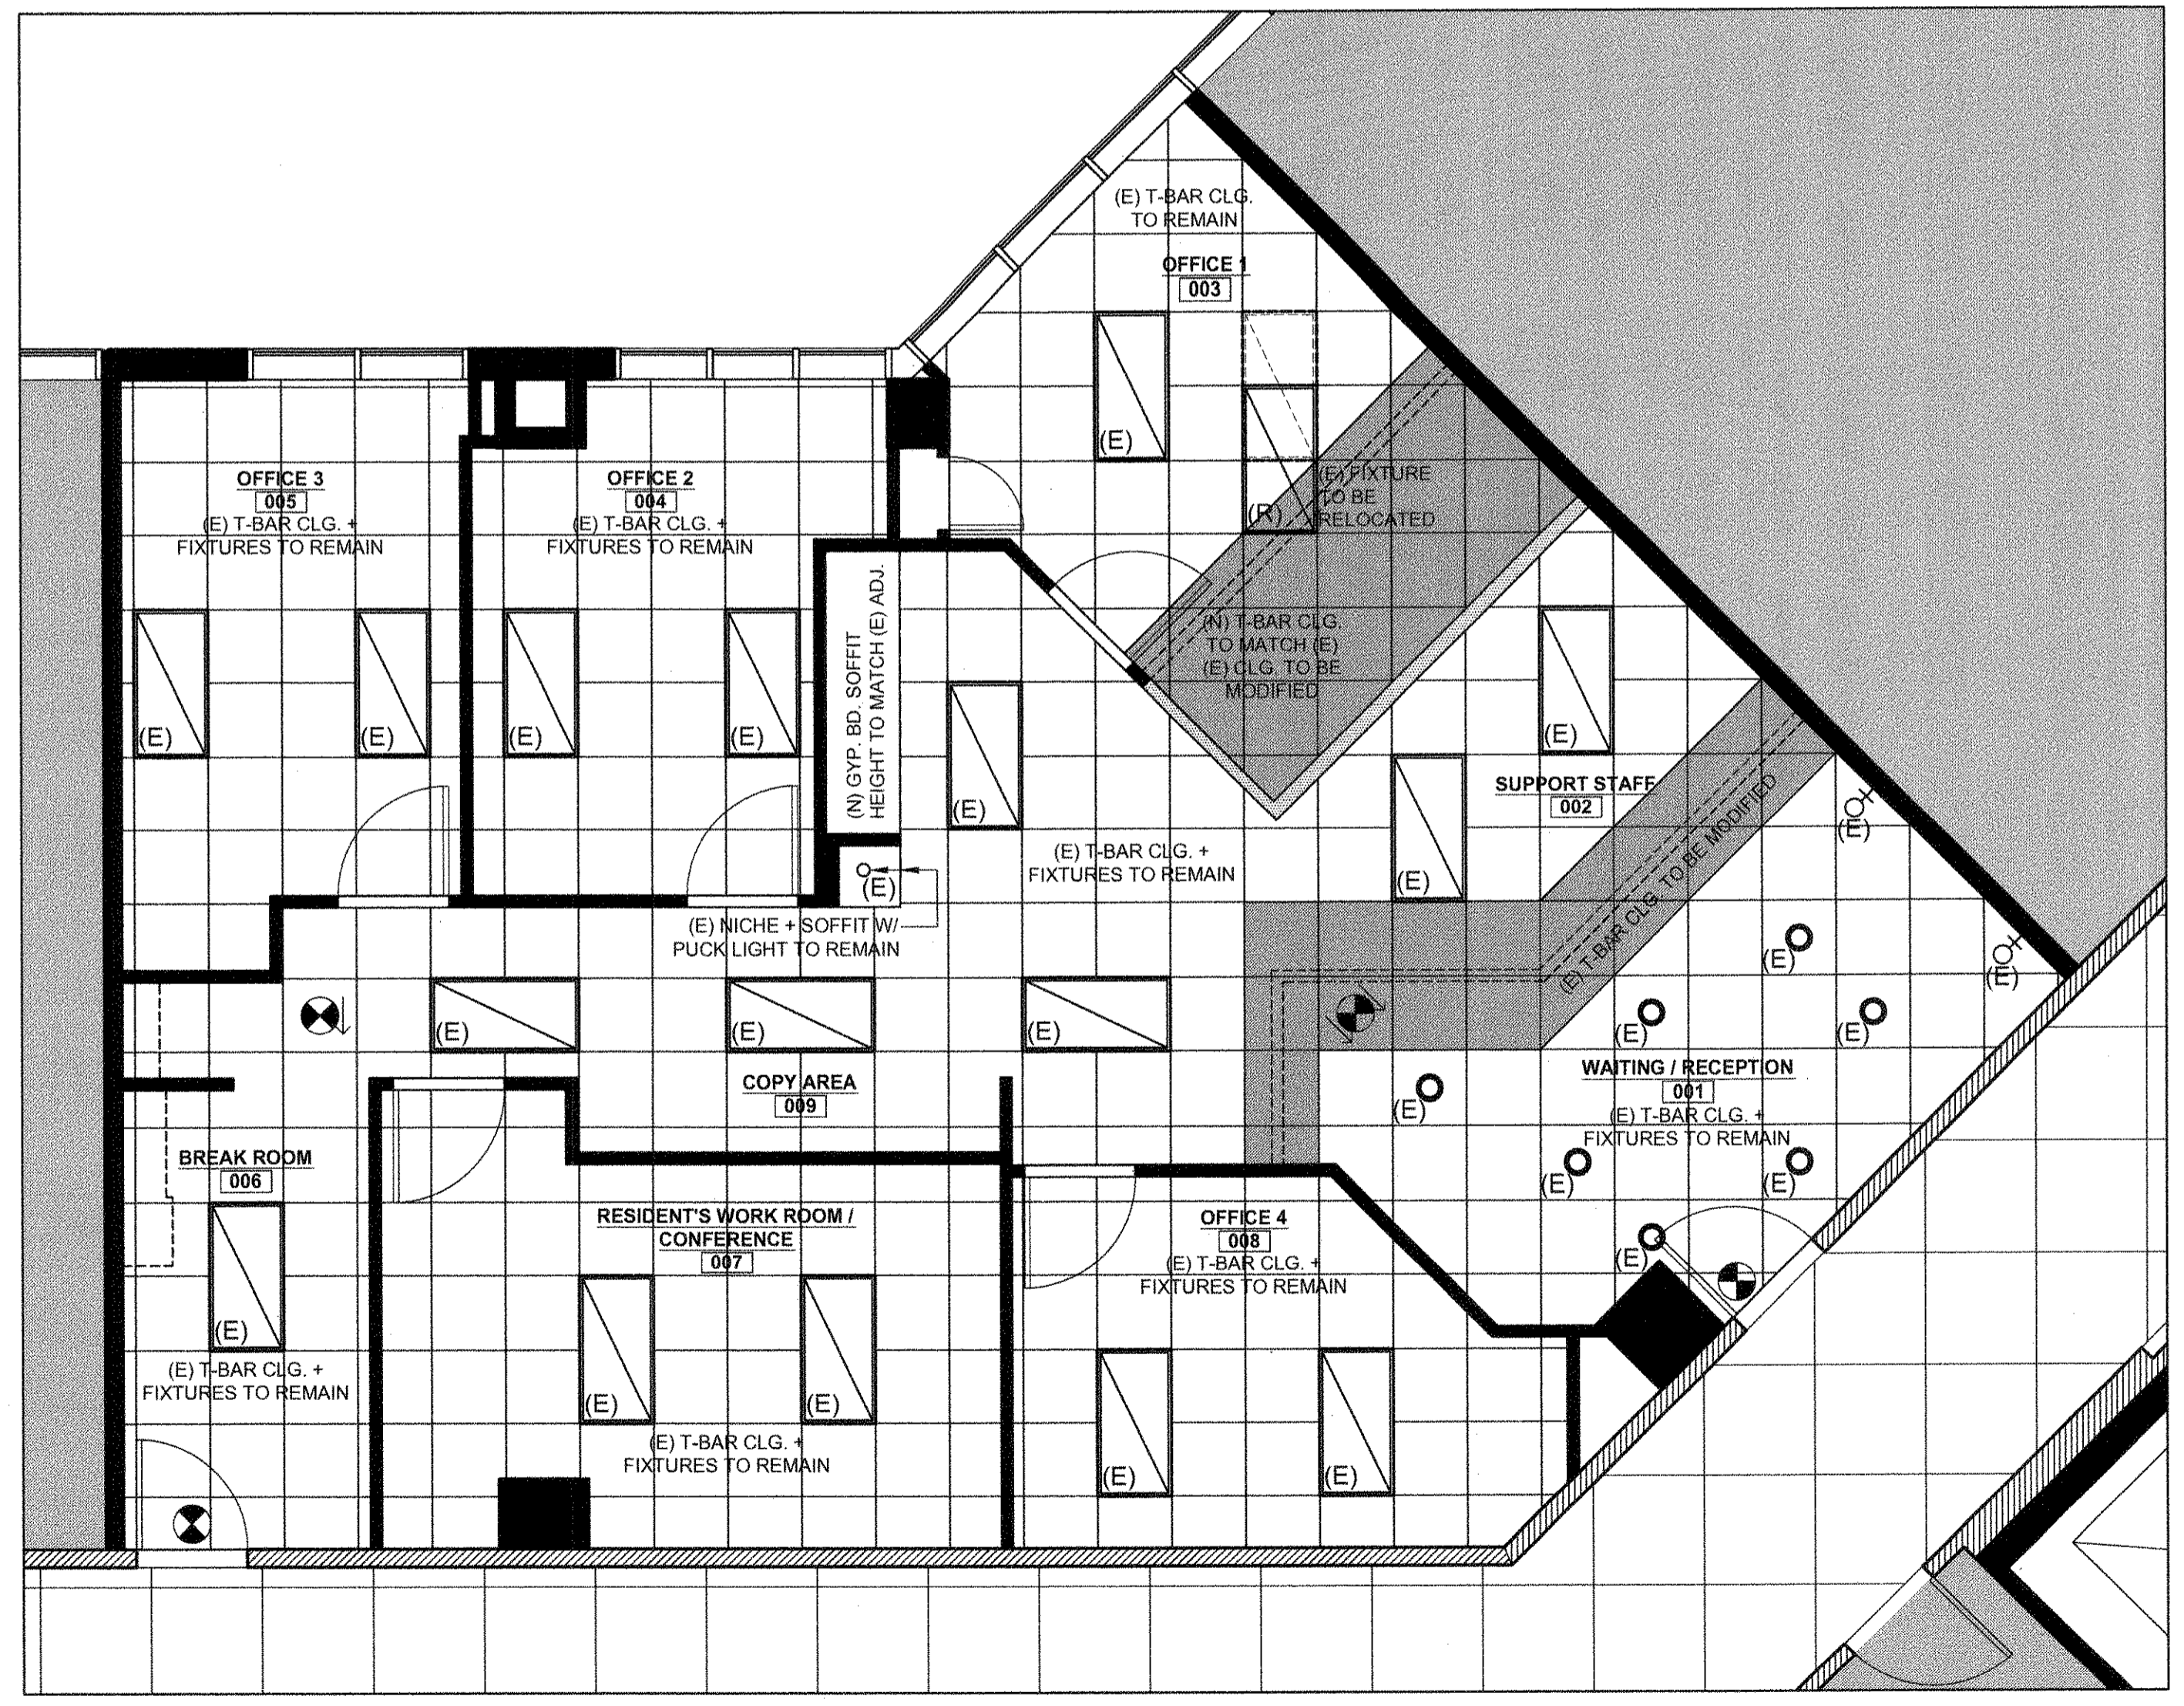 (E) T-BAR CLG.
TO REMAIN
OFFICE 1
003
(E)
(R)
(E) FIXTURE
TO BE
RELOCATED
OFFICE 3
005
(E) T-BAR CLG. +
FIXTURES TO REMAIN
(E)
(E)
OFFICE 2
004
(E) T-BAR CLG. +
FIXTURES TO REMAIN
(E)
(E)
(N) GYP. BD. SOFFIT
HEIGHT TO MATCH (E) ADJ.
(N) T-BAR CLG.
TO MATCH (E)
(E) CLG. TO BE
MODIFIED
(E)
(E)
SUPPORT STAFF
002
(E)
(E) T-BAR CLG. TO BE MODIFIED
(E)
(E) T-BAR CLG. +
FIXTURES TO REMAIN
(E)
(E) NICHE + SOFFIT W/
PUCK LIGHT TO REMAIN
(E)
(E)
(E)
(E)
(E)
(E)
(E)
(E)
WAITING / RECEPTION
001
(E) T-BAR CLG. +
FIXTURES TO REMAIN
(E)
(E)
(E)
(E)
COPY AREA
009
BREAK ROOM
006
(E)
(E) T-BAR CLG. +
FIXTURES TO REMAIN
RESIDENT'S WORK ROOM /
CONFERENCE
007
(E)
(E)
(E) T-BAR CLG. +
FIXTURES TO REMAIN
OFFICE 4
008
(E) T-BAR CLG. +
FIXTURES TO REMAIN
(E)
(E)